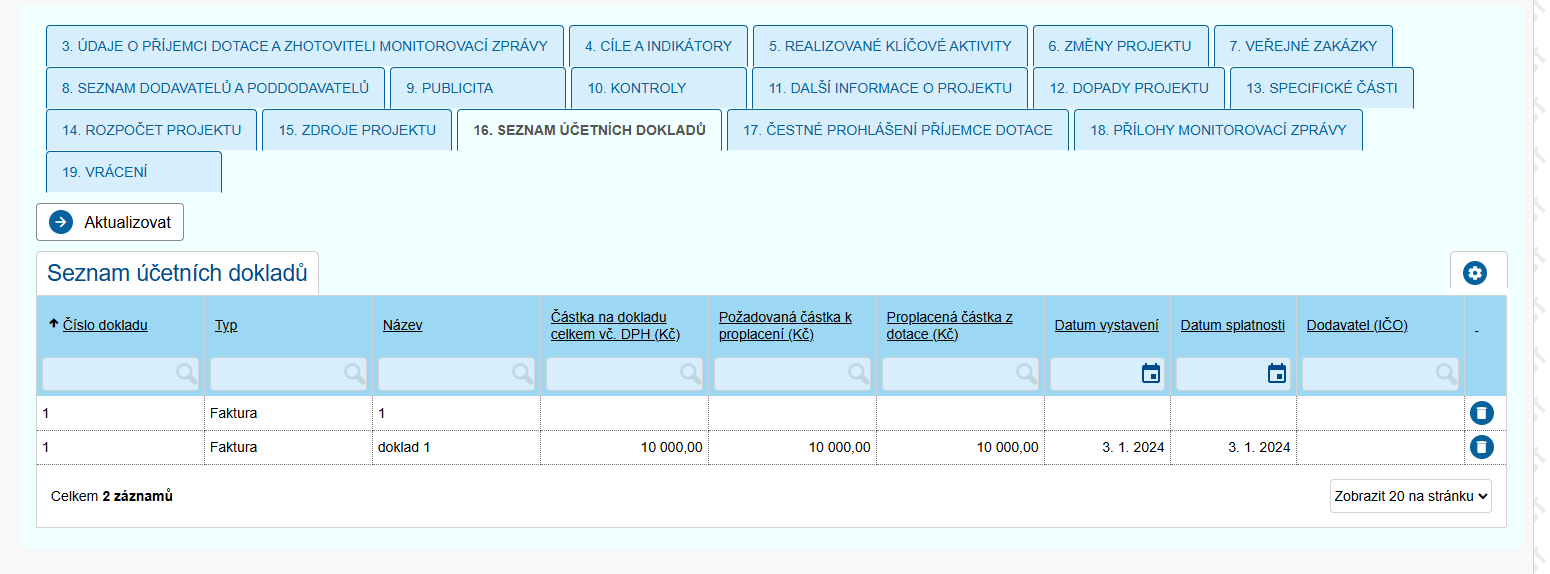 3. ÚDAJE O PŘÍJEMCI DOTACE A ZHOTOVITELI MONITOROVACÍ ZPRÁVY 4. CÍLE A INDIKÁTORY 5. REALIZOVANÉ KLÍČOVÉ AKTIVITY 6. ZMĚNY PROJEKTU 7. VEŘEJNÉ ZAKÁZKY
8. SEZNAM DODAVATELŮ A PODDODAVATELŮ 9. PUBLICITA 10. KONTROLY 11. DALŠÍ INFORMACE O PROJEKTU 12. DOPADY PROJEKTU 13. SPECIFICKÉ ČÁSTI
14. ROZPOČET PROJEKTU 15. ZDROJE PROJEKTU 16. SEZNAM ÚČETNÍCH DOKLADŮ 17. ČESTNÉ PROHLÁŠENÍ PŘÍJEMCE DOTACE 18. PŘÍLOHY MONITOROVACÍ ZPRÁVY
19. VRÁCENÍ
Aktualizovat
Seznam účetních dokladů
Číslo dokladu Typ Název Částka na dokladu celkem vč. DPH (Kč) Požadovaná částka k proplacení (Kč) Proplacená částka z dotace (Kč) Datum vystavení Datum splatnosti Dodavatel (IČO)
1 Faktura 1
1 Faktura doklad 1 10 000,00 10 000,00 10 000,00 3. 1. 2024 3. 1. 2024
Celkem 2 záznamů Zobrazit 20 na stránku